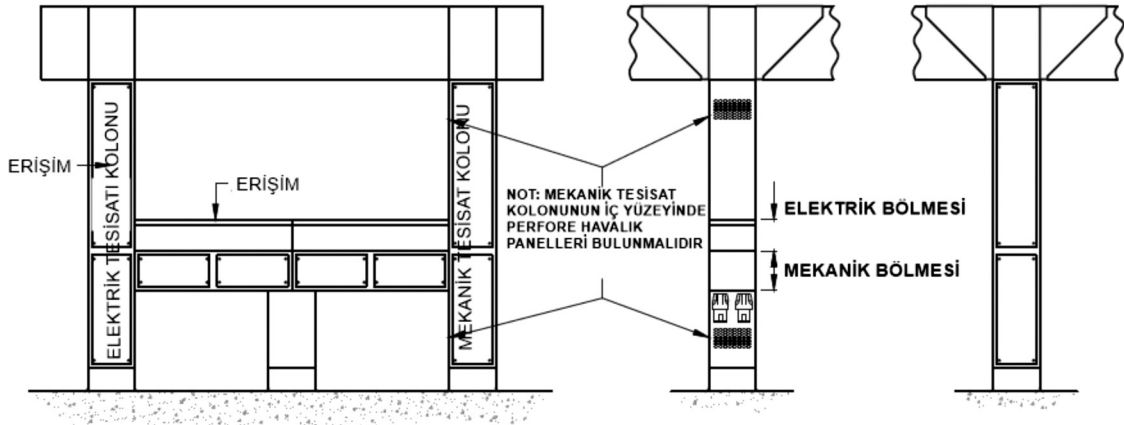 ERİŞİM
ELEKTRİK TESİSATI KOLONU
ERİŞİM
MEKANİK TESİSAT KOLONU
NOT: MEKANİK TESİSAT
KOLONUNUN İÇ YÜZEYİNDE
PERFORE HAVALIK
PANELLERİ BULUNMALIDIR
ELEKTRİK BÖLMESİ
MEKANİK BÖLMESİ